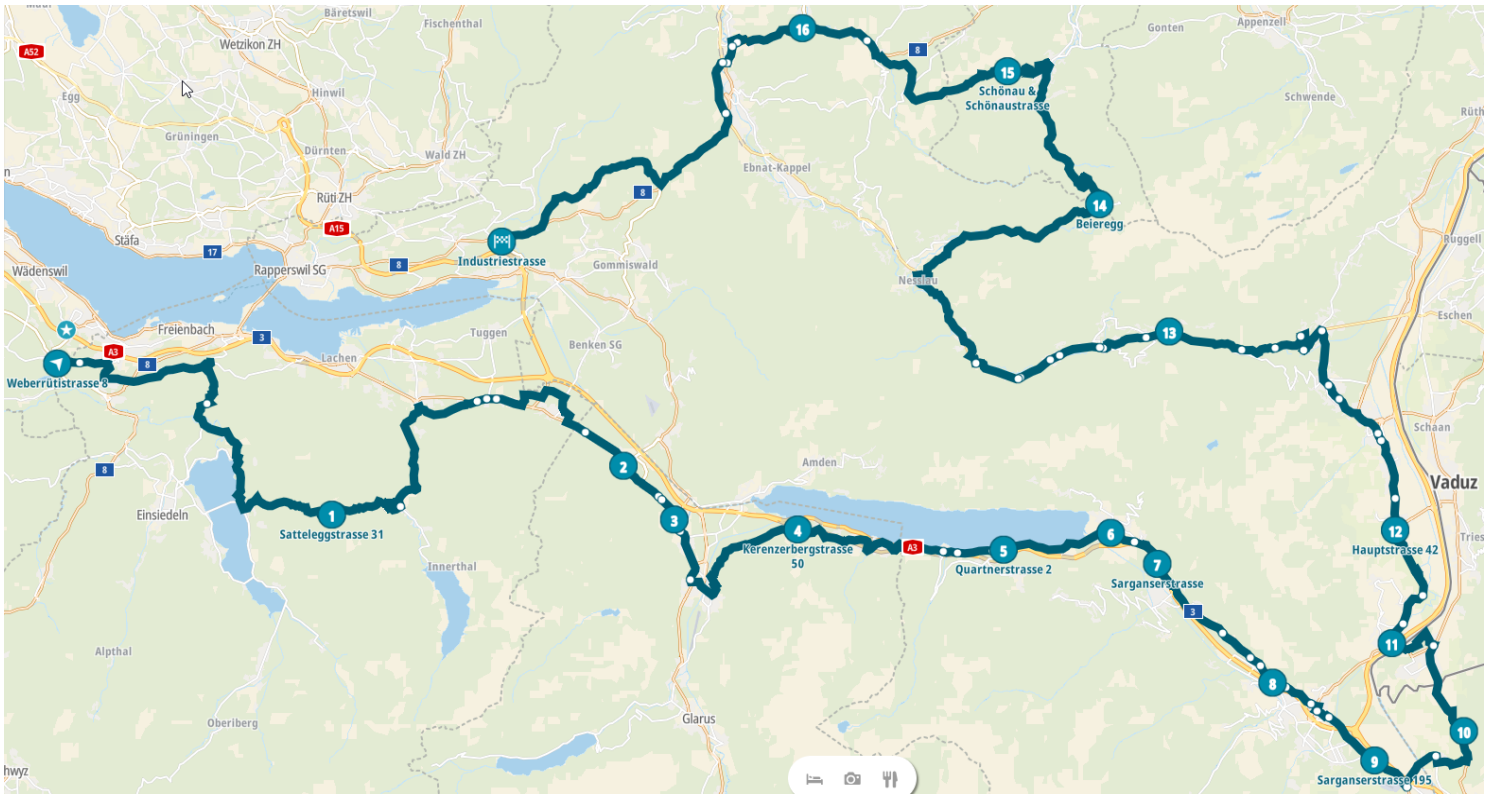 Bäretswil
Fischenthal
Gonten
Appenzell
16
Wetzikon ZH
A52
8
15
Schönau &
Schönaustrasse
Egg
Hinwil
Schwende
Grüningen
Dürnten
Wald ZH
Ebnat-Kappel
8
Rüti ZH
14
Beieregg
A15
Stäfa
17
Industriestrasse
Ruggell
Wädenswil
Rapperswil SG
8
Gommiswald
Nesslau
Eschen
Freienbach
3
Tuggen
13
Benken SG
A3
8
Lachen
Weberrütistrasse 8
Schaan
2
Amden
8
Vaduz
Einsiedeln
1
Satteleggstrasse 31
3
4
Kerenzerbergstrasse
50
A3
5
Quartnerstrasse 2
6
12
Hauptstrasse 42
7
Sarganserstrasse
Innerthal
3
Alpthal
11
8
Oberiberg
Glarus
10
9
Sarganserstrasse 195